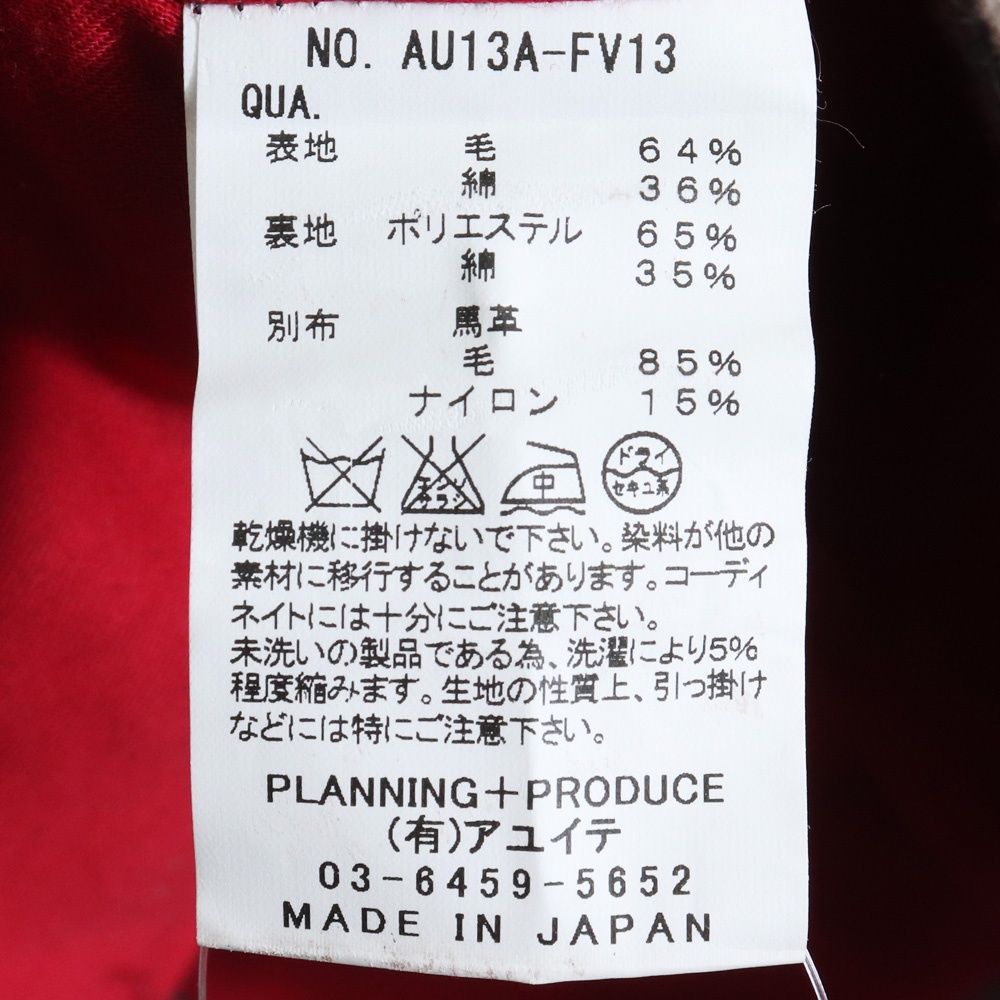 NO. AU13A-FV13
QUA.
表地 毛 64%
綿 36%
裏地 ポリエステル 65%
綿 35%
別布 馬革
毛 85%
ナイロン 15%
エンソサラシ 中 ドライ セキユ系
乾燥機に掛けないで下さい。染料が他の
素材に移行することがあります。コーディ
ネイトには十分にご注意下さい。
未洗いの製品である為、洗濯により5%
程度縮みます。生地の性質上、引っ掛け
などには特にご注意下さい。
PLANNING+PRODUCE
(有)アユイテ
03-6459-5652
MADE IN JAPAN